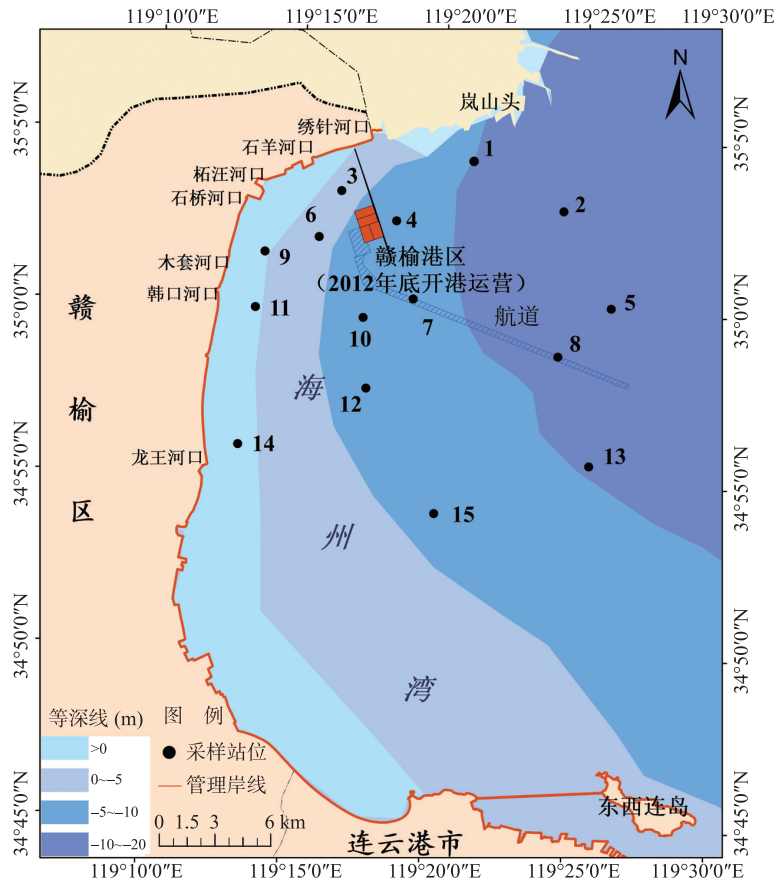 119°10′0″E 119°15′0″E 119°20′0″E 119°25′0″E 119°30′0″E
N
岚山头
35°5′0″N
35°5′0″N
绣针河口
石羊河口
柘汪河口
石桥河口
1
3
2
6
4
木套河口
9
赣榆港区
（2012年底开港运营）
韩口河口
11
10
7
航道
5
35°0′0″N
35°0′0″N
8
赣
榆
区
海
州
湾
12
14
龙王河口
13
34°55′0″N
34°55′0″N
15
34°50′0″N
34°50′0″N
等深线 (m)
>0
0~-5
-5~-10
-10~-20
图 例
采样站位
管理岸线
0 1.5 3 6 km
东西连岛
连云港市
34°45′0″N
34°45′0″N
119°10′0″E 119°15′0″E 119°20′0″E 119°25′0″E 119°30′0″E